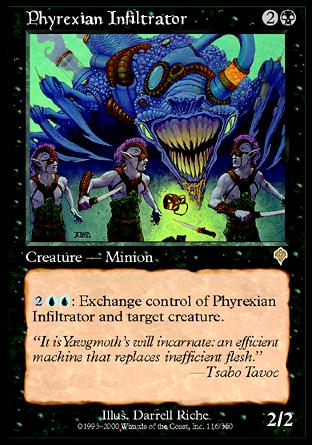 Phyrexian Infiltrator 2
Creature — Minion
2UU: Exchange control of Phyrexian
Infiltrator and target creature.
"It is Yawgmoth's will incarnate: an efficient
machine that replaces inefficient flesh."
—Tsabo Tavoc
Illus. Darrell Riche
©1993-2000 Wizards of the Coast, Inc. 116/350
2/2